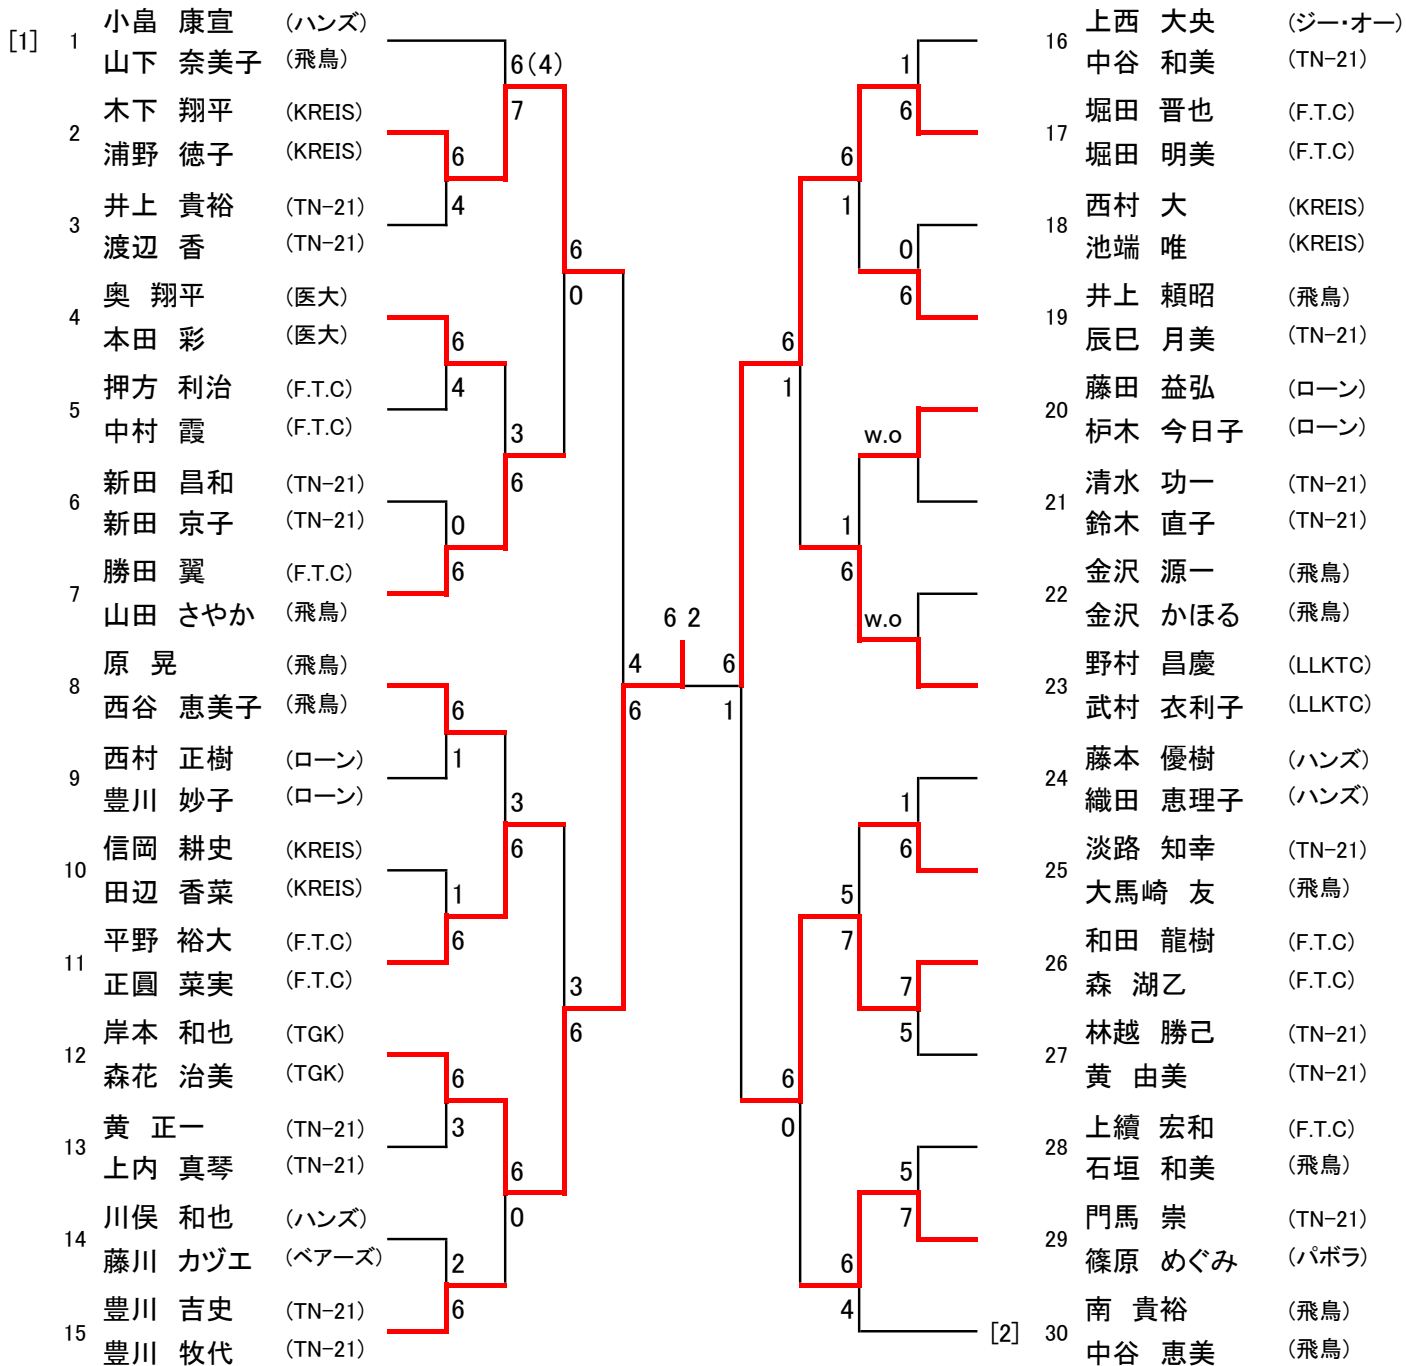 [1] 1 小畠 康宣 (ハンズ)
山下 奈美子 (飛鳥)
6(4)
7
2 木下 翔平 (KREIS)
浦野 徳子 (KREIS)
6
4
3 井上 貴裕 (TN-21)
渡辺 香 (TN-21)
6
0
4 奥 翔平 (医大)
本田 彩 (医大)
6
4
5 押方 利治 (F.T.C)
中村 霞 (F.T.C)
3
6
6 新田 昌和 (TN-21)
新田 京子 (TN-21)
0
6
7 勝田 翼 (F.T.C)
山田 さやか (飛鳥)
4
6
8 原 晃 (飛鳥)
西谷 恵美子 (飛鳥)
6
1
9 西村 正樹 (ローン)
豊川 妙子 (ローン)
3
6
10 信岡 耕史 (KREIS)
田辺 香菜 (KREIS)
1
6
11 平野 裕大 (F.T.C)
正圓 菜実 (F.T.C)
3
6
12 岸本 和也 (TGK)
森花 治美 (TGK)
6
3
13 黄 正一 (TN-21)
上内 真琴 (TN-21)
6
0
14 川俣 和也 (ハンズ)
藤川 カヅエ (ベアーズ)
2
6
15 豊川 吉史 (TN-21)
豊川 牧代 (TN-21)
6 2
16 上西 大央 (ジー・オー)
中谷 和美 (TN-21)
1
6
17 堀田 晋也 (F.T.C)
堀田 明美 (F.T.C)
6
1
18 西村 大 (KREIS)
池端 唯 (KREIS)
0
6
19 井上 頼昭 (飛鳥)
辰巳 月美 (TN-21)
6
1
20 藤田 益弘 (ローン)
枦木 今日子 (ローン)
w.o
21 清水 功一 (TN-21)
鈴木 直子 (TN-21)
1
6
22 金沢 源一 (飛鳥)
金沢 かほる (飛鳥)
w.o
23 野村 昌慶 (LLKTC)
武村 衣利子 (LLKTC)
6
1
24 藤本 優樹 (ハンズ)
織田 恵理子 (ハンズ)
1
6
25 淡路 知幸 (TN-21)
大馬崎 友 (飛鳥)
5
7
26 和田 龍樹 (F.T.C)
森 湖乙 (F.T.C)
7
5
27 林越 勝己 (TN-21)
黄 由美 (TN-21)
6
0
28 上續 宏和 (F.T.C)
石垣 和美 (飛鳥)
5
7
29 門馬 崇 (TN-21)
篠原 めぐみ (パボラ)
6
4
[2] 30 南 貴裕 (飛鳥)
中谷 恵美 (飛鳥)